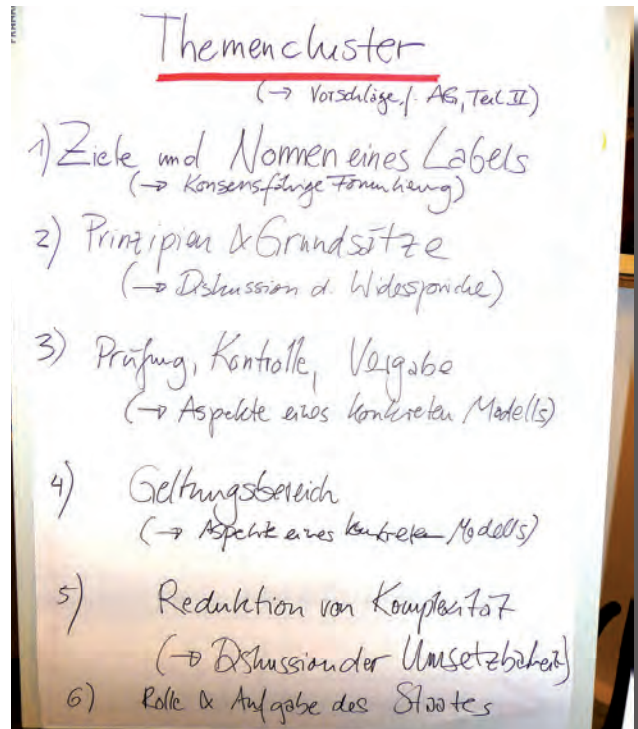 Themencluster
(→ Vorschläge f. AG, Teil II)
1) Ziele und Normen eines Labels
(→ Konsensfähige Formulierung)
2) Prinzipien & Grundsätze
(→ Diskussion d. Widersprüche)
3) Prüfung, Kontrolle, Vergabe
(→ Aspekte eines konkreten Modells)
4) Geltungsbereich
(→ Aspekte eines konkreten Modells)
5) Reduktion von Komplexität
(→ Diskussion der Umsetzbarkeit)
6) Rolle & Aufgabe des Staates